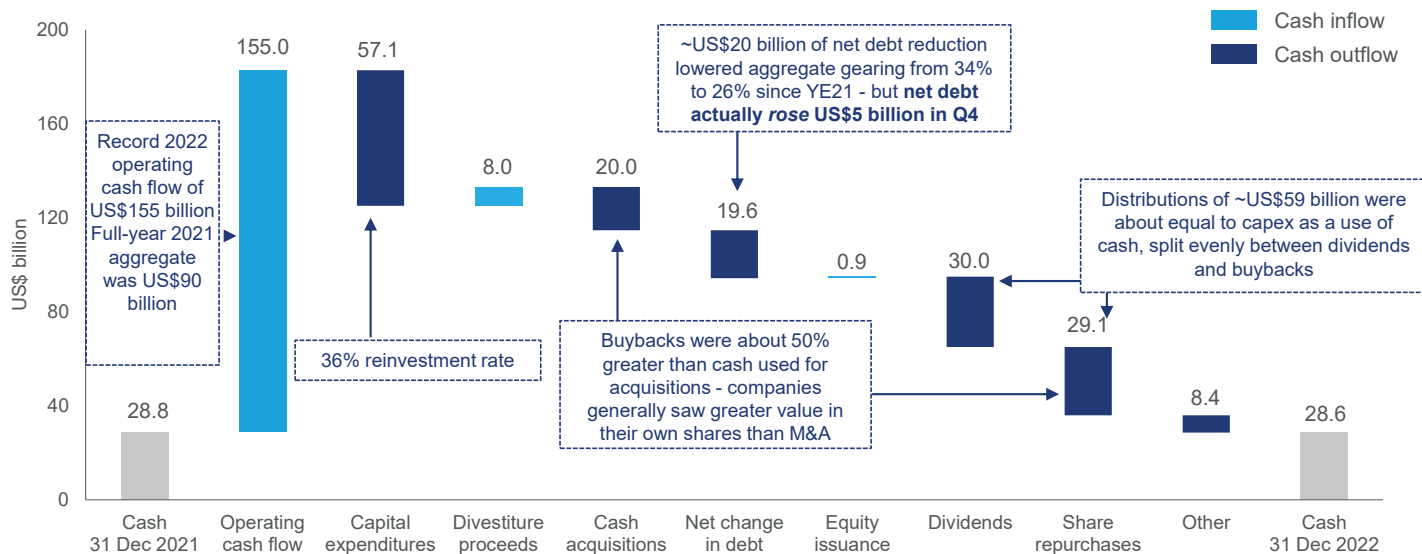 Cash inflow
Cash outflow
US$ billion
200
160
120
80
40
0
28.8
155.0
57.1
8.0
20.0
19.6
0.9
30.0
29.1
8.4
28.6
Record 2022
operating
cash flow of
US$155 billion
Full-year 2021
aggregate
was US$90
billion
36% reinvestment rate
~US$20 billion of net debt reduction
lowered aggregate gearing from 34%
to 26% since YE21 - but net debt
actually rose US$5 billion in Q4
Buybacks were about 50%
greater than cash used for
acquisitions - companies
generally saw greater value in
their own shares than M&A
Distributions of ~US$59 billion were
about equal to capex as a use of
cash, split evenly between dividends
and buybacks
Cash
31 Dec 2021
Operating
cash flow
Capital
expenditures
Divestiture
proceeds
Cash
acquisitions
Net change
in debt
Equity
issuance
Dividends
Share
repurchases
Other
Cash
31 Dec 2022